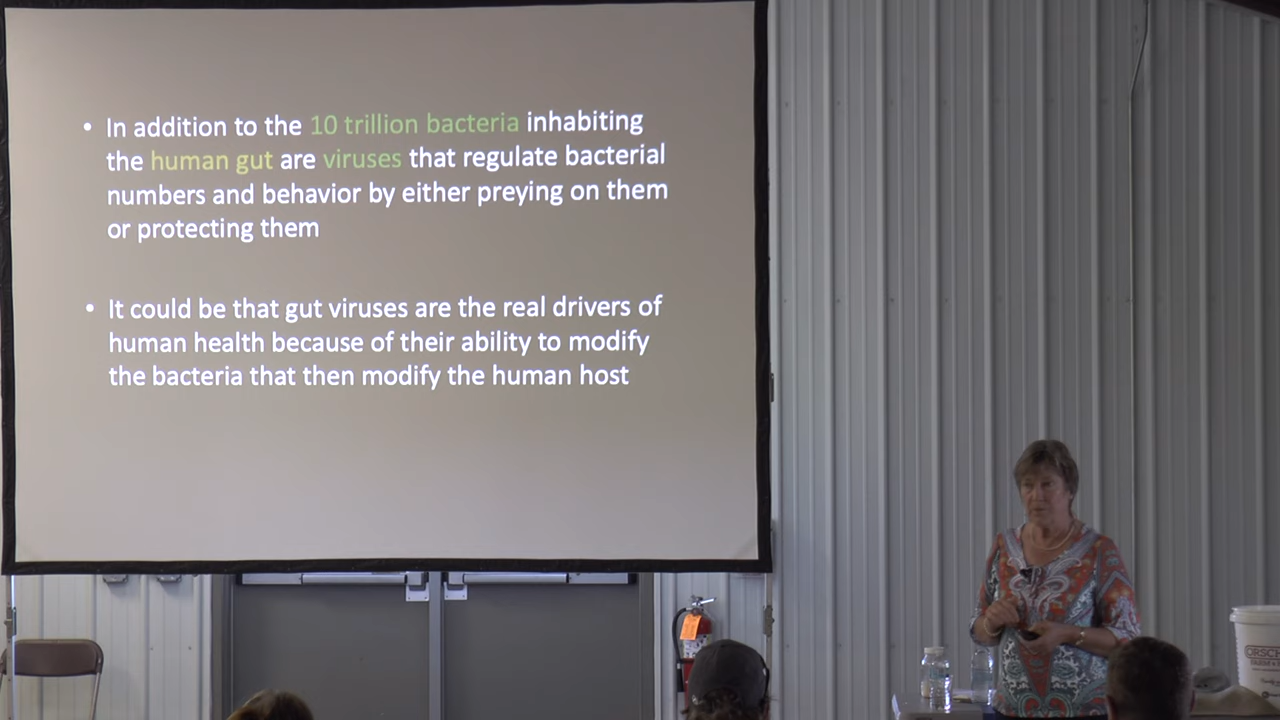 • In addition to the 10 trillion bacteria inhabiting
the human gut are viruses that regulate bacterial
numbers and behavior by either preying on them
or protecting them
• It could be that gut viruses are the real drivers of
human health because of their ability to modify
the bacteria that then modify the human host